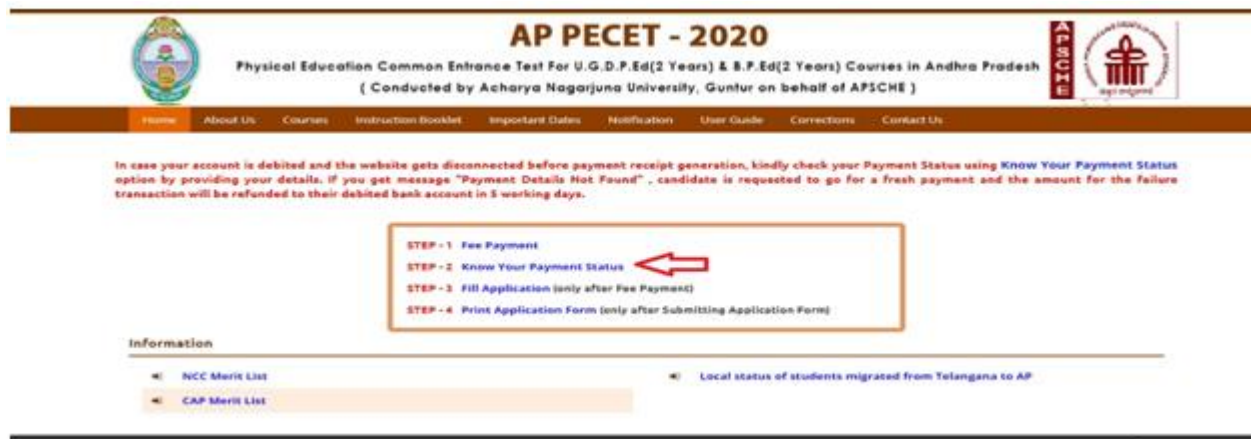 AP PECET - 2020
Physical Education Common Entrance Test For U.G.D.P.Ed(2 Years) & B.P.Ed(2 Years) Courses in Andhra Pradesh
( Conducted by Acharya Nagarjuna University, Guntur on behalf of APSCHE )
APSCHE
Home About Us Courses Instruction Booklet Important Dates Notification User Guide Corrections Contact Us
In case your account is debited and the website gets disconnected before payment receipt generation, kindly check your Payment Status using Know Your Payment Status
option by providing your details. If you get message "Payment Details Not Found" , candidate is requested to go for a fresh payment and the amount for the failure
transaction will be refunded to their debited bank account in 5 working days.
STEP - 1 Fee Payment
STEP - 2 Know Your Payment Status
STEP - 3 Fill Application (only after Fee Payment)
STEP - 4 Print Application Form (only after Submitting Application Form)
Information
NCC Merit List
Local status of students migrated from Telangana to AP
CAP Merit List